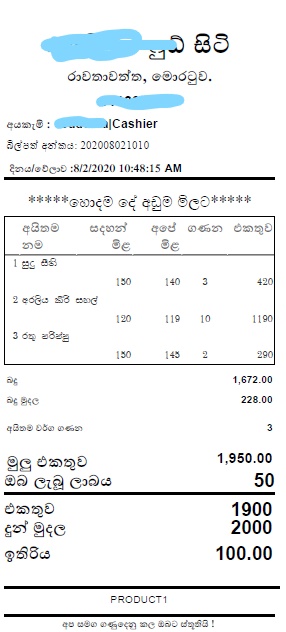 ෆුඩ් සිටි
රාවතාවත්ත, මොරටුව.
අයකැමි : |Cashier
බිල්පත් අංකය: 202008021010
දිනය/වේලාව :8/2/2020 10:48:15 AM
*****හොදම දේ අඩුම මිලට*****
අයිතම නම සදහන් මිළ අපේ මිළ ගණන එකතුව
1 සුදු සීනි
150 140 3 420
2 අරලිය කීරි සහල්
120 119 10 1190
3 රතු පරිප්පු
150 145 2 290
බදු 1,672.00
බදු මුදල 228.00
අයිතම වර්ග ගණන 3
මුලු එකතුව 1,950.00
ඔබ ලැබූ ලාබය 50
එකතුව 1900
දුන් මුදල 2000
ඉතිරිය 100.00
PRODUCT1
අප සමග ගණුදෙනු කල ඔබට ස්තූතියි !